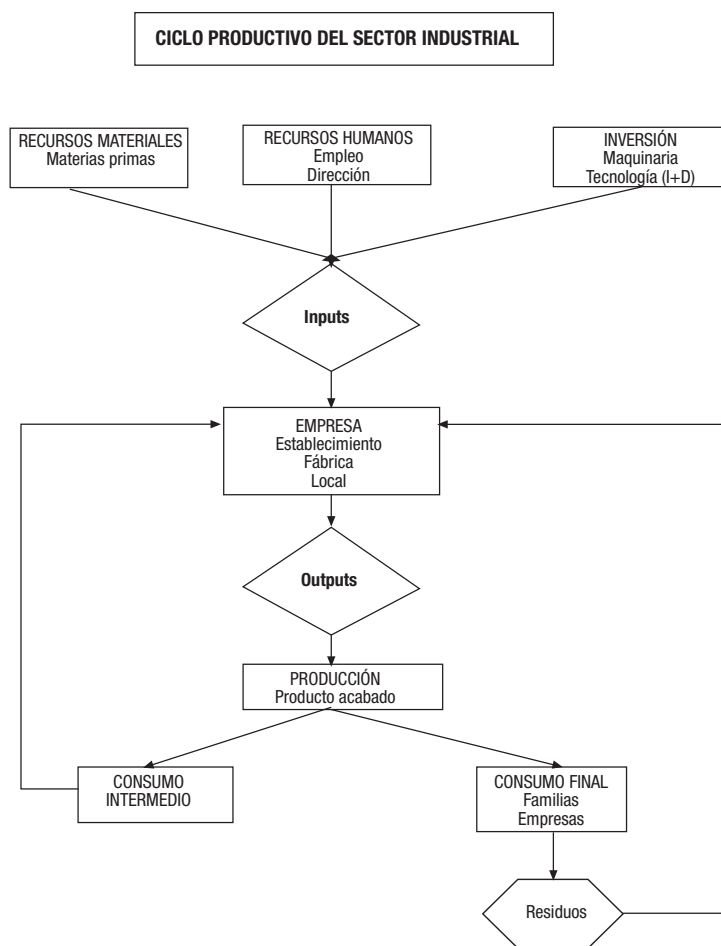 CICLO PRODUCTIVO DEL SECTOR INDUSTRIAL
RECURSOS MATERIALES
Materias primas
RECURSOS HUMANOS
Empleo
Dirección
INVERSIÓN
Maquinaria
Tecnología (I+D)
Inputs
EMPRESA
Establecimiento
Fábrica
Local
Outputs
PRODUCCIÓN
Producto acabado
CONSUMO
INTERMEDIO
CONSUMO FINAL
Familias
Empresas
Residuos